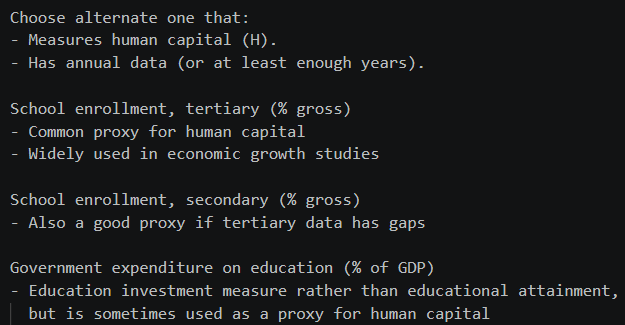 Choose alternate one that:
- Measures human capital (H).
- Has annual data (or at least enough years).
School enrollment, tertiary (% gross)
- Common proxy for human capital
- Widely used in economic growth studies
School enrollment, secondary (% gross)
- Also a good proxy if tertiary data has gaps
Government expenditure on education (% of GDP)
- Education investment measure rather than educational attainment,
but is sometimes used as a proxy for human capital